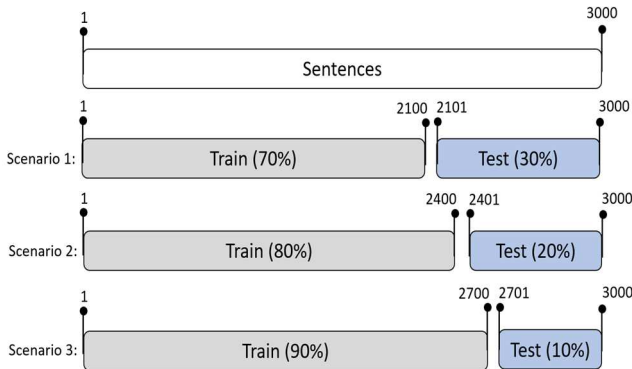 1 3000
Sentences
1 2100 2101 3000
Scenario 1: Train (70%) Test (30%)
1 2400 2401 3000
Scenario 2: Train (80%) Test (20%)
1 2700 2701 3000
Scenario 3: Train (90%) Test (10%)